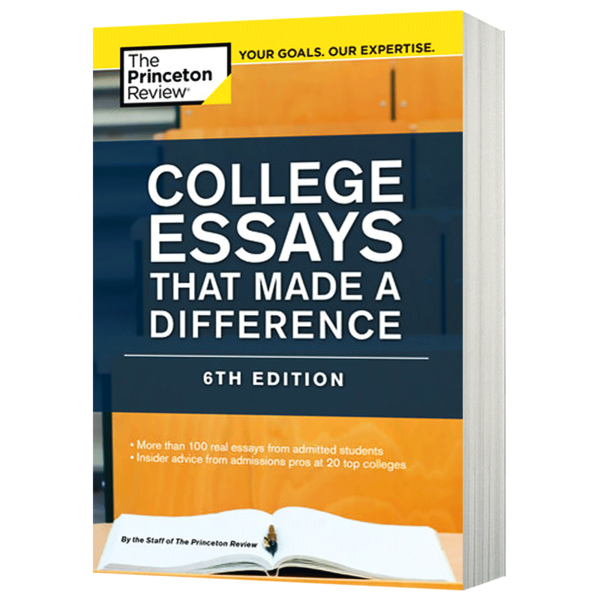 The
Princeton
Review®
YOUR GOALS. OUR EXPERTISE.
COLLEGE
ESSAYS
THAT MADE A
DIFFERENCE
6TH EDITION
• More than 100 real essays from admitted students
• Insider advice from admissions pros at 20 top colleges
By the Staff of The Princeton Review